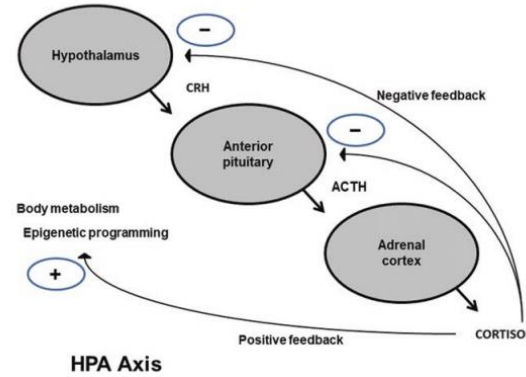 Hypothalamus
−
CRH
Negative feedback
Anterior
pituitary
−
ACTH
Body metabolism
Epigenetic programming
+
Adrenal
cortex
CORTISO
Positive feedback
HPA Axis